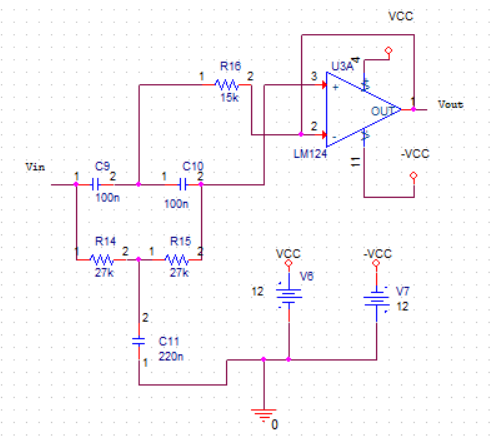 VCC
R16
1 2
15k
U3A
4
3
+
OUT
1
Vout
2
-
LM124
11
-VCC
Vin
C9
1 2
100n
C10
1 2
100n
R14
1 2
27k
R15
1 2
27k
2
C11
220n
1
VCC
V6
12
-VCC
V7
12
0